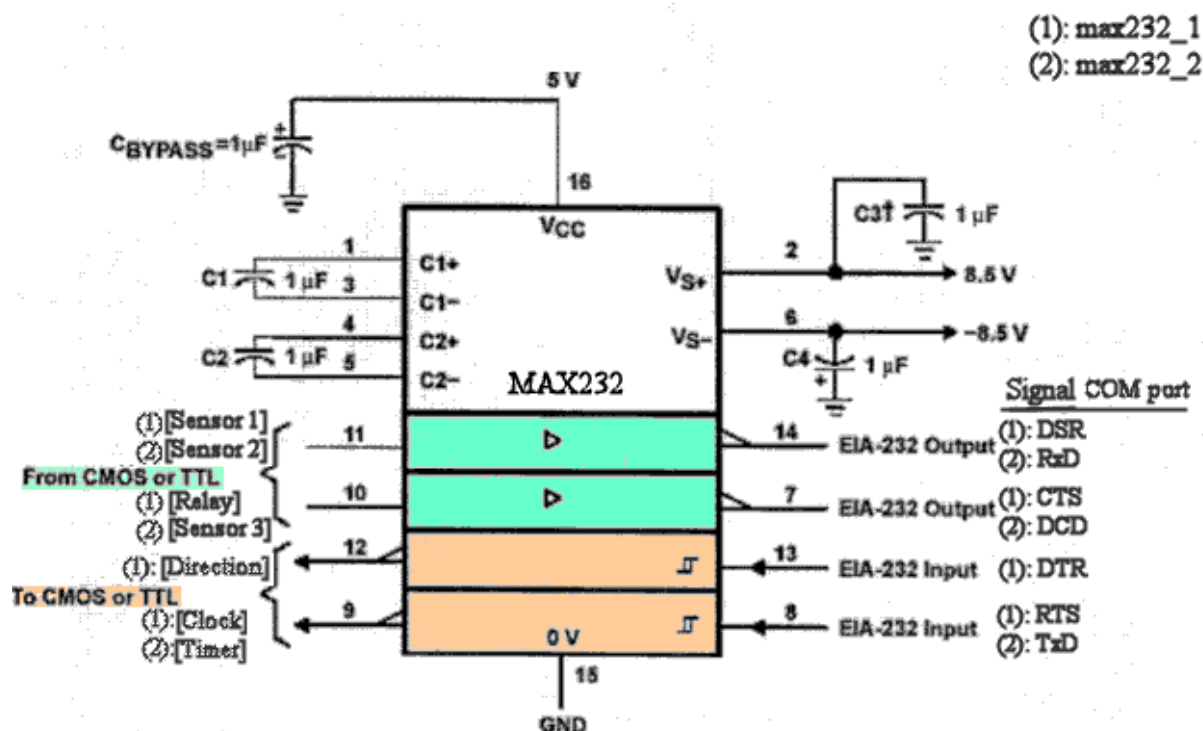 (1): max232_1
(2): max232_2
5 V
CBYPASS=1µF
+
−
16
VCC
1
C1+
C1
1 µF
3
C1−
4
C2+
C2
1 µF
5
C2−
MAX232
C3†
1 µF
2
VS+
8.5 V
6
VS−
−8.5 V
C4
1 µF
+
Signal COM port
(1)[Sensor 1]
(2)[Sensor 2]
11
14
EIA-232 Output
(1): DSR
(2): RxD
From CMOS or TTL
(1) [Relay]
(2) [Sensor 3]
10
7
EIA-232 Output
(1): CTS
(2): DCD
(1): [Direction]
12
13
EIA-232 Input
(1): DTR
To CMOS or TTL
(1):[Clock]
(2):[Timer]
9
8
EIA-232 Input
(1): RTS
(2): TxD
0 V
15
GND